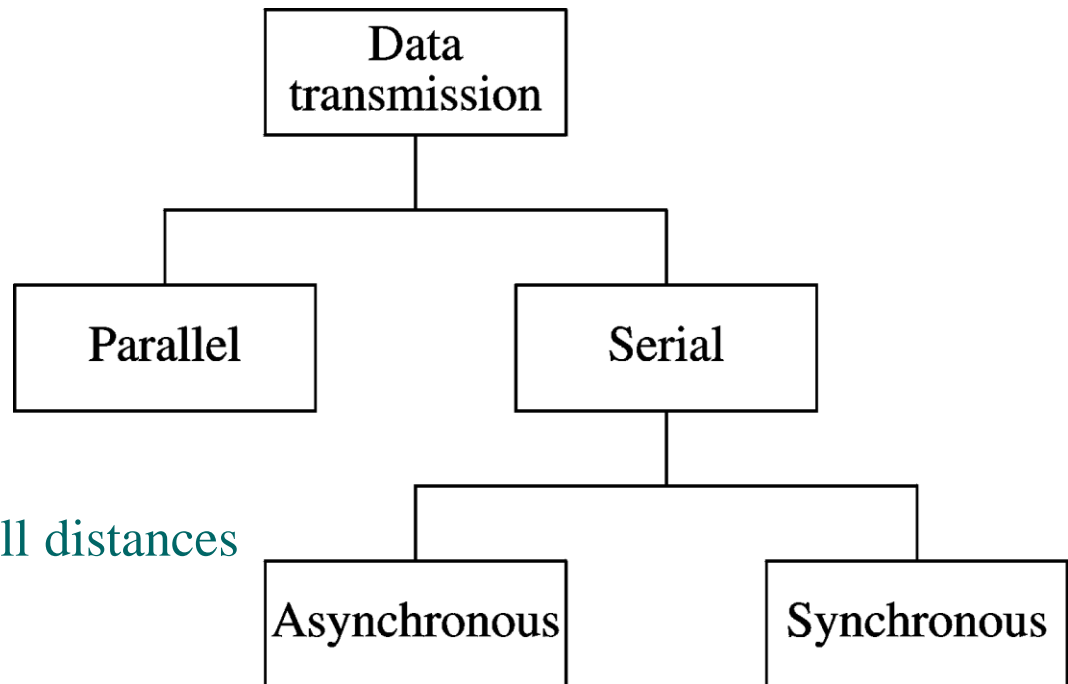 Data
transmission
Parallel
Serial
ll distances
Asynchronous
Synchronous